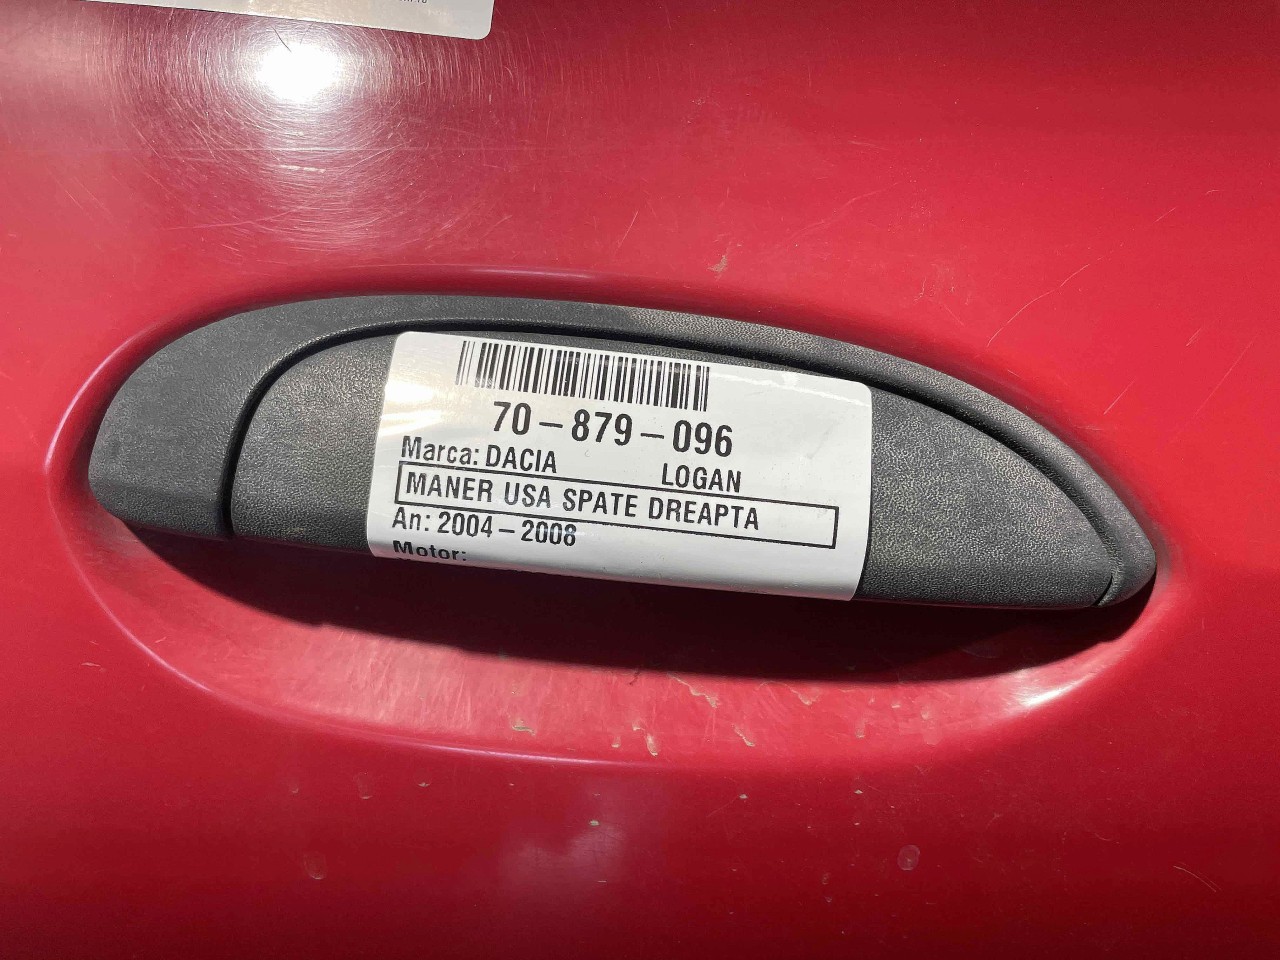 70-879-096
Marca: DACIA LOGAN
MANER USA SPATE DREAPTA
An: 2004-2008
Motor: